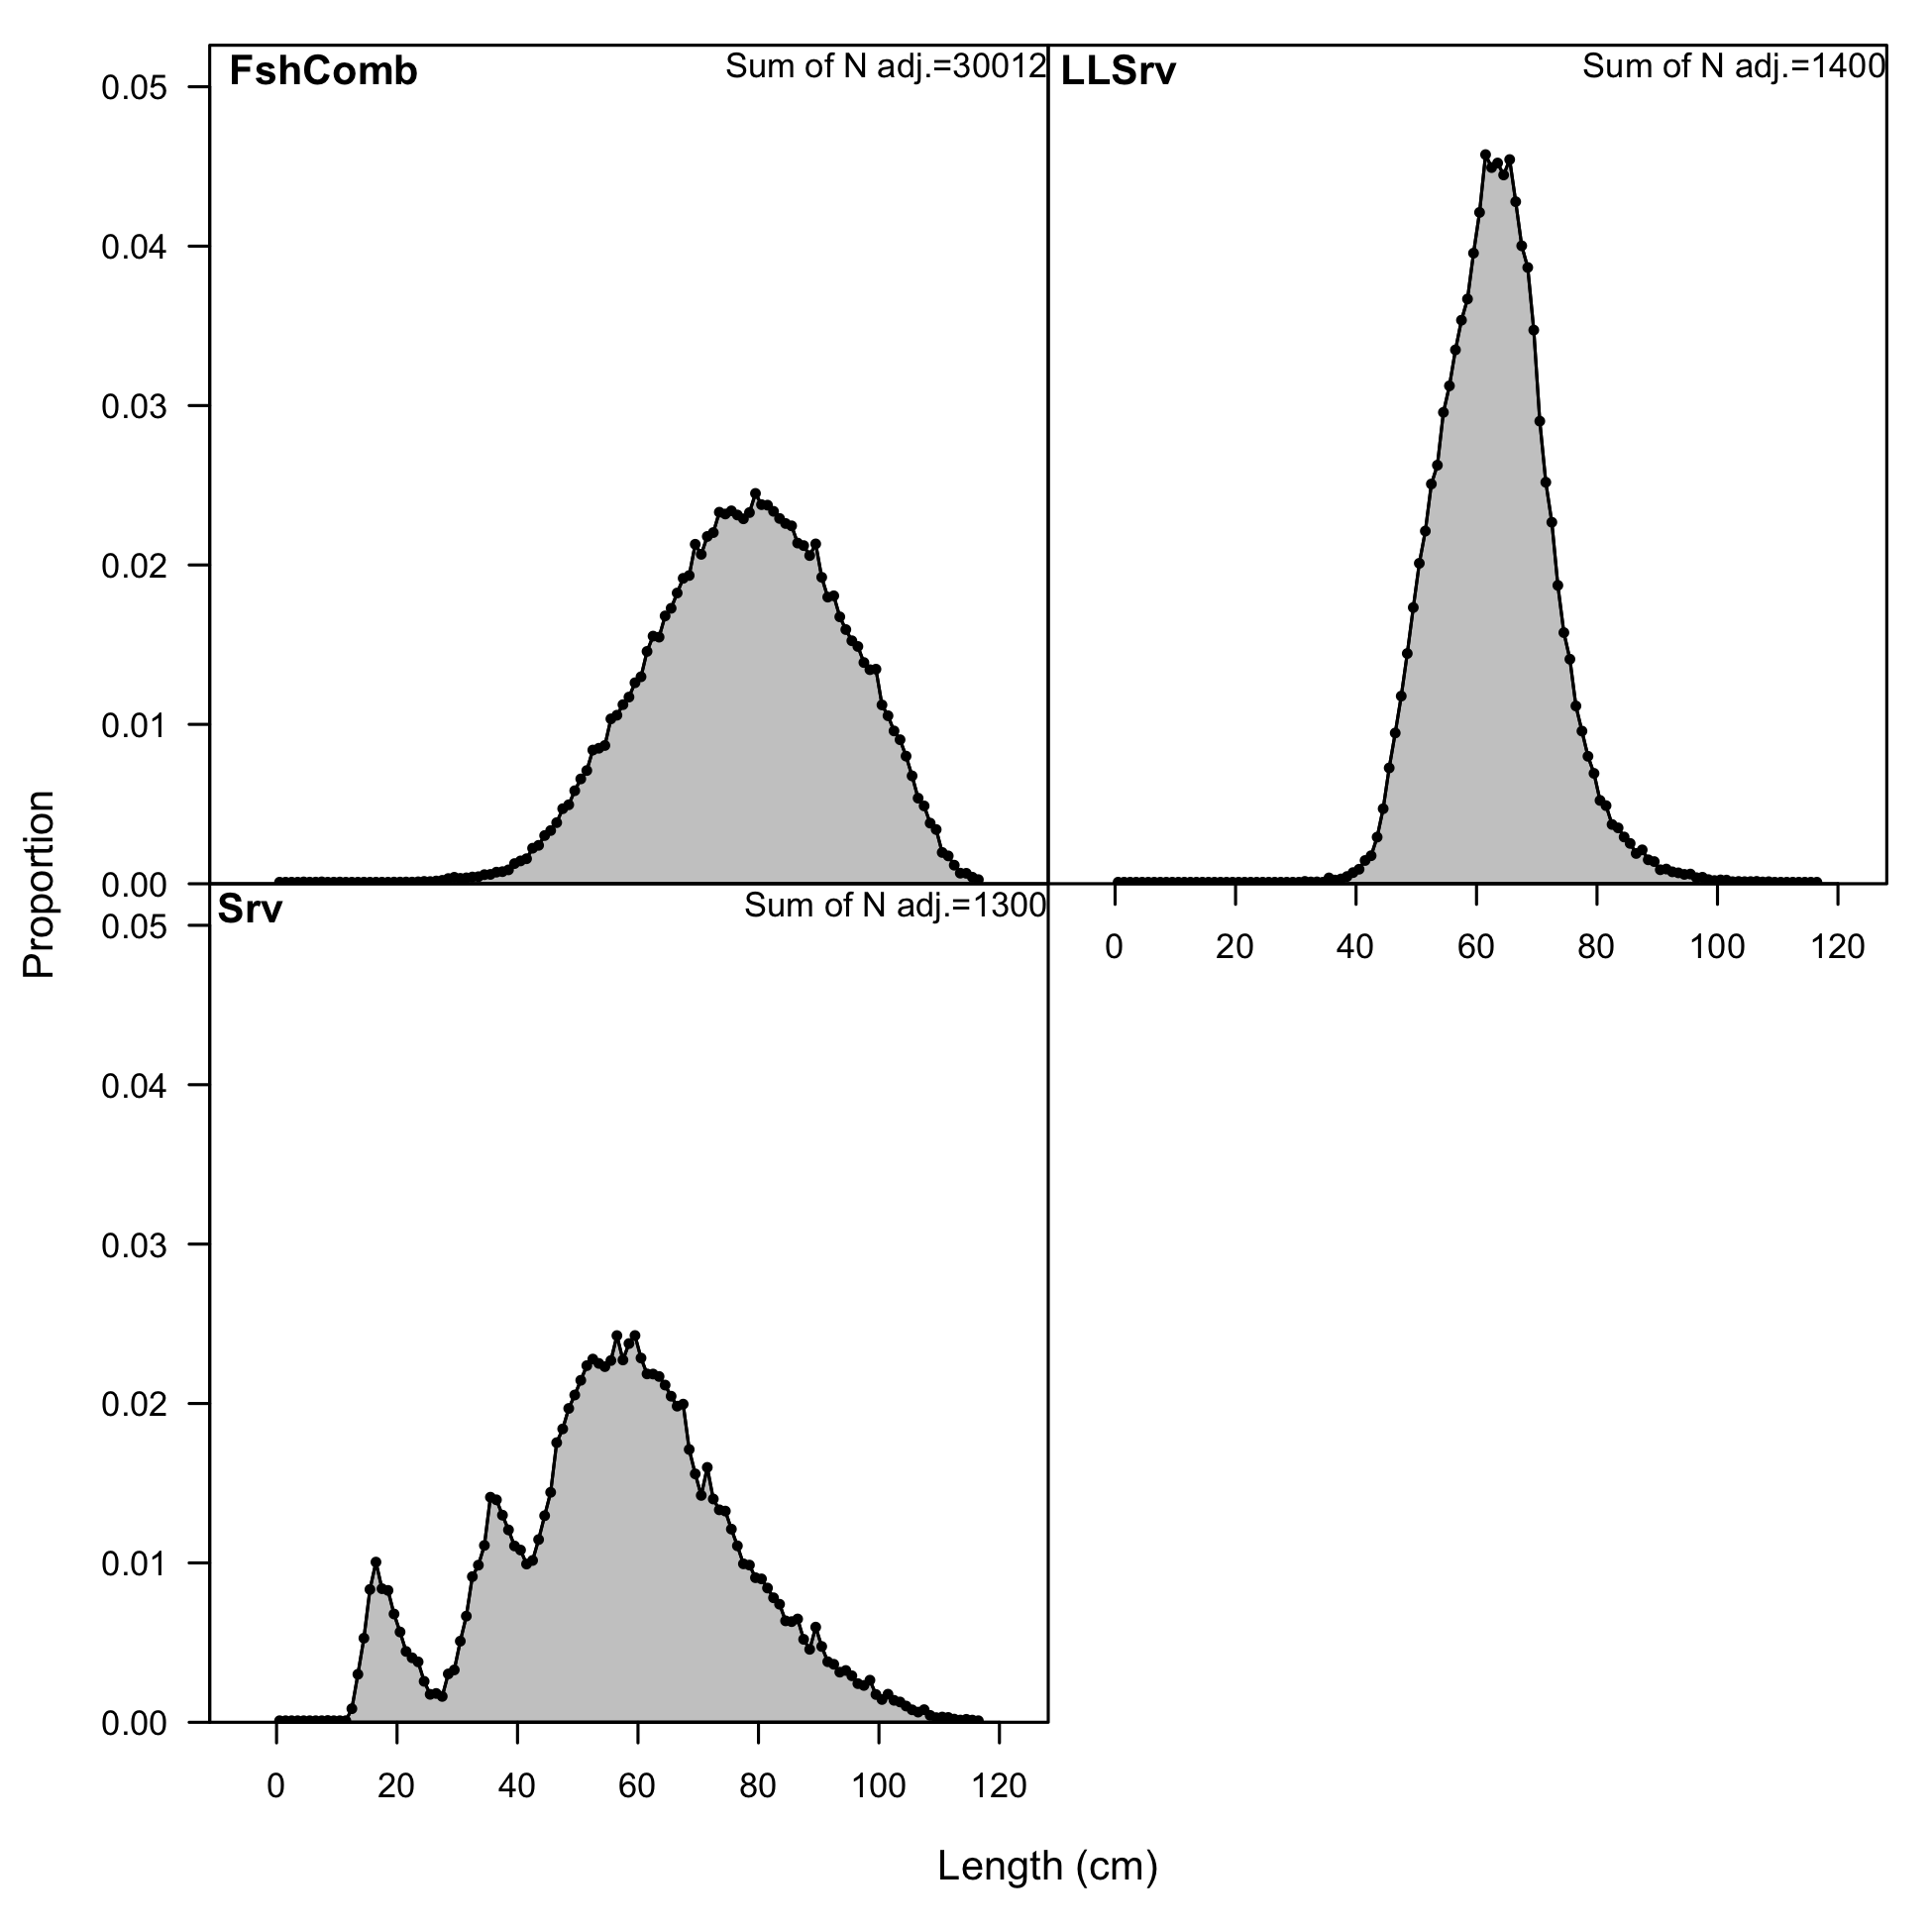 FshComb
Sum of N adj.=30012
LLSrv
Sum of N adj.=1400
0.05
0.04
0.03
0.02
0.01
0.00
0 20 40 60 80 100 120
Srv
Sum of N adj.=1300
0.05
0.04
0.03
0.02
0.01
0.00
0 20 40 60 80 100 120
Proportion
Length (cm)